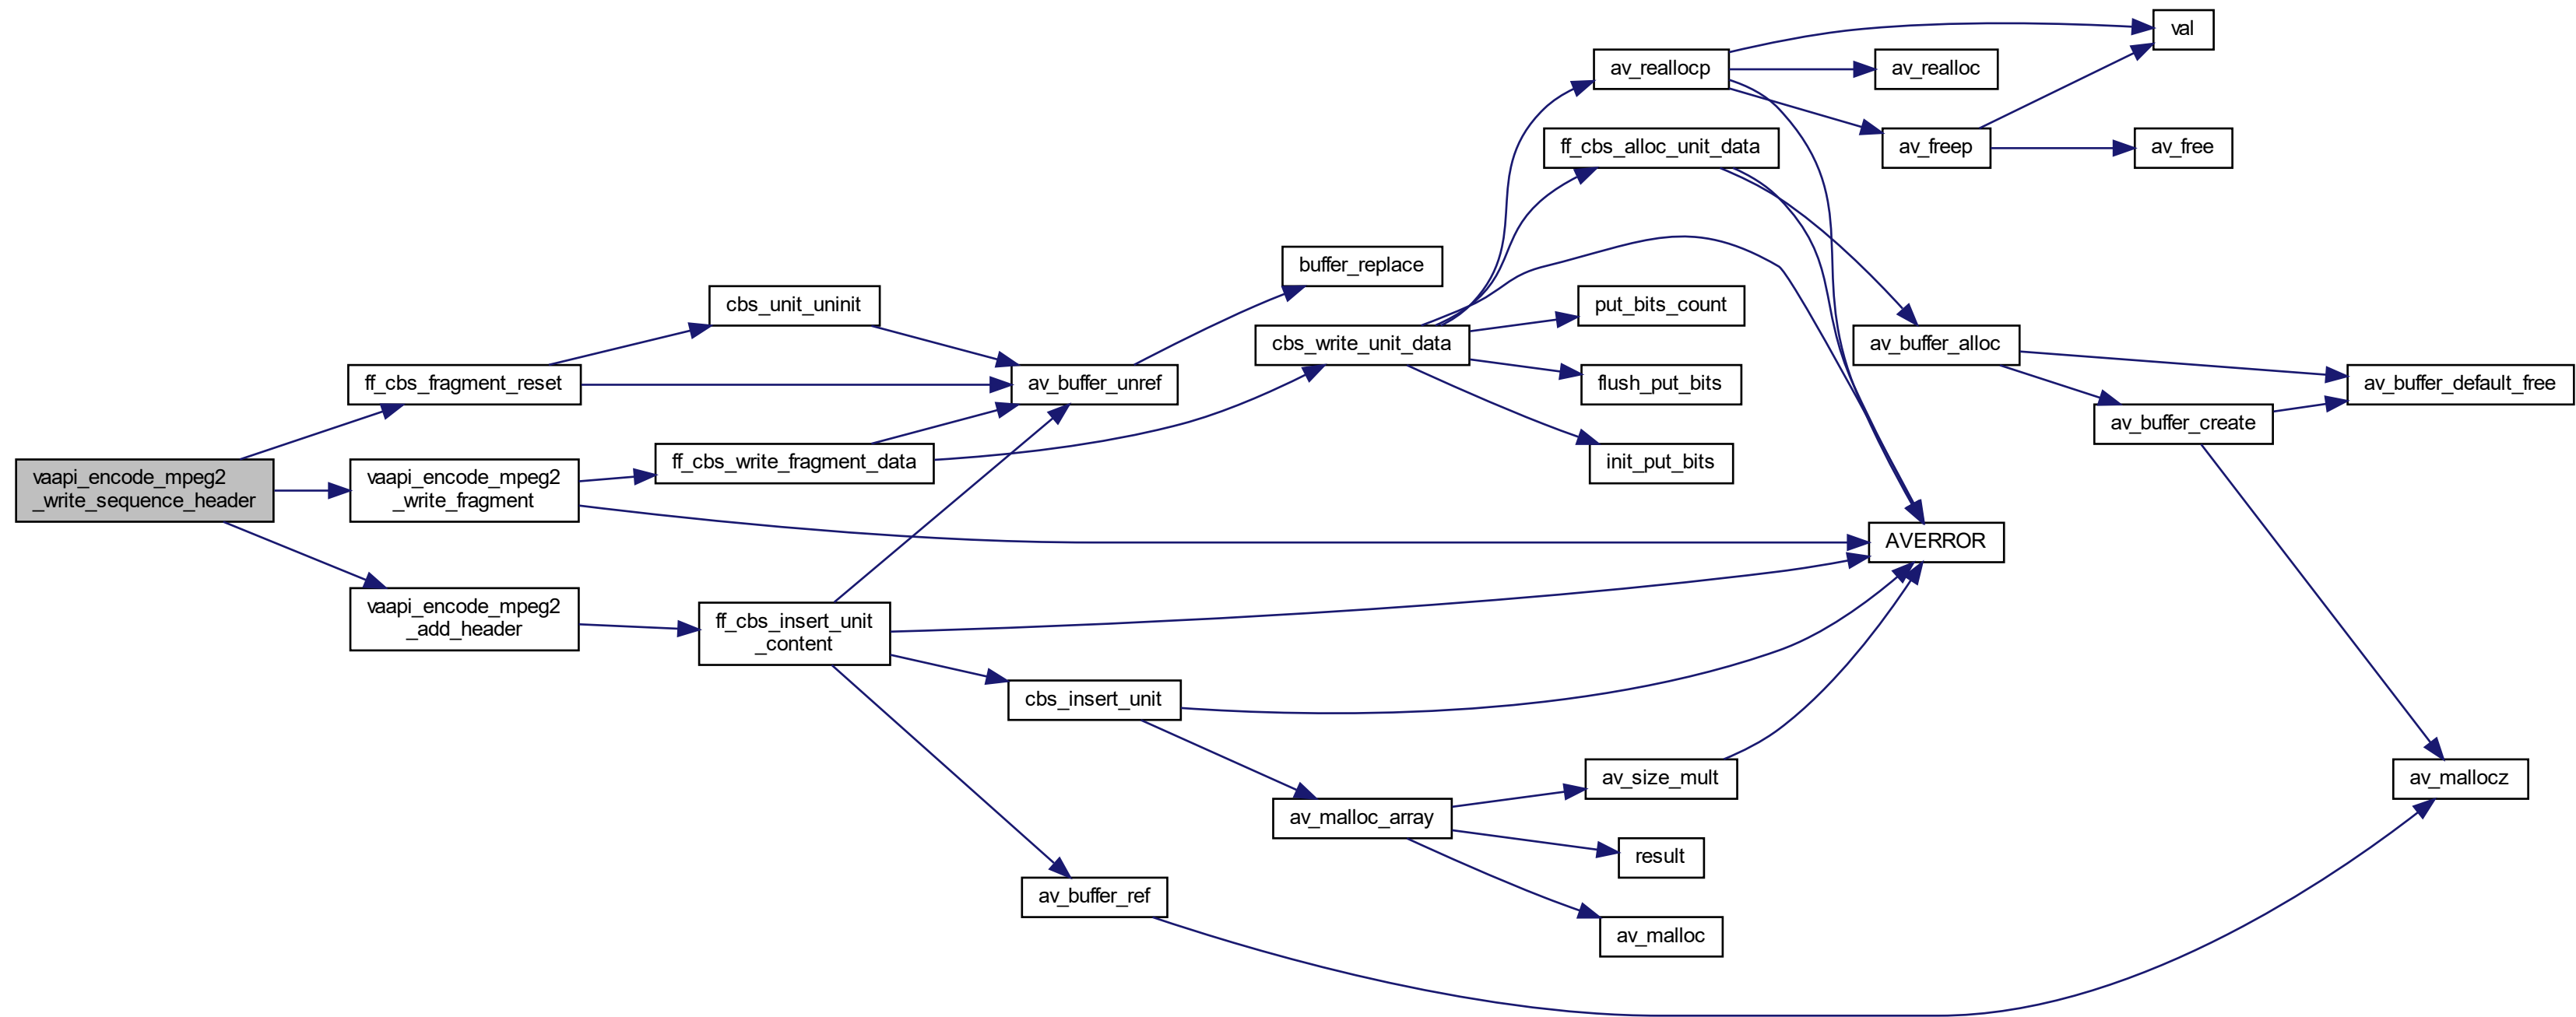 val
av_reallocp
av_realloc
ff_cbs_alloc_unit_data
av_freep
av_free
buffer_replace
cbs_unit_uninit
put_bits_count
cbs_write_unit_data
av_buffer_alloc
ff_cbs_fragment_reset
av_buffer_unref
flush_put_bits
av_buffer_default_free
av_buffer_create
ff_cbs_write_fragment_data
init_put_bits
vaapi_encode_mpeg2
_write_sequence_header
vaapi_encode_mpeg2
_write_fragment
AVERROR
vaapi_encode_mpeg2
_add_header
ff_cbs_insert_unit
_content
cbs_insert_unit
av_size_mult
av_mallocz
av_malloc_array
result
av_buffer_ref
av_malloc